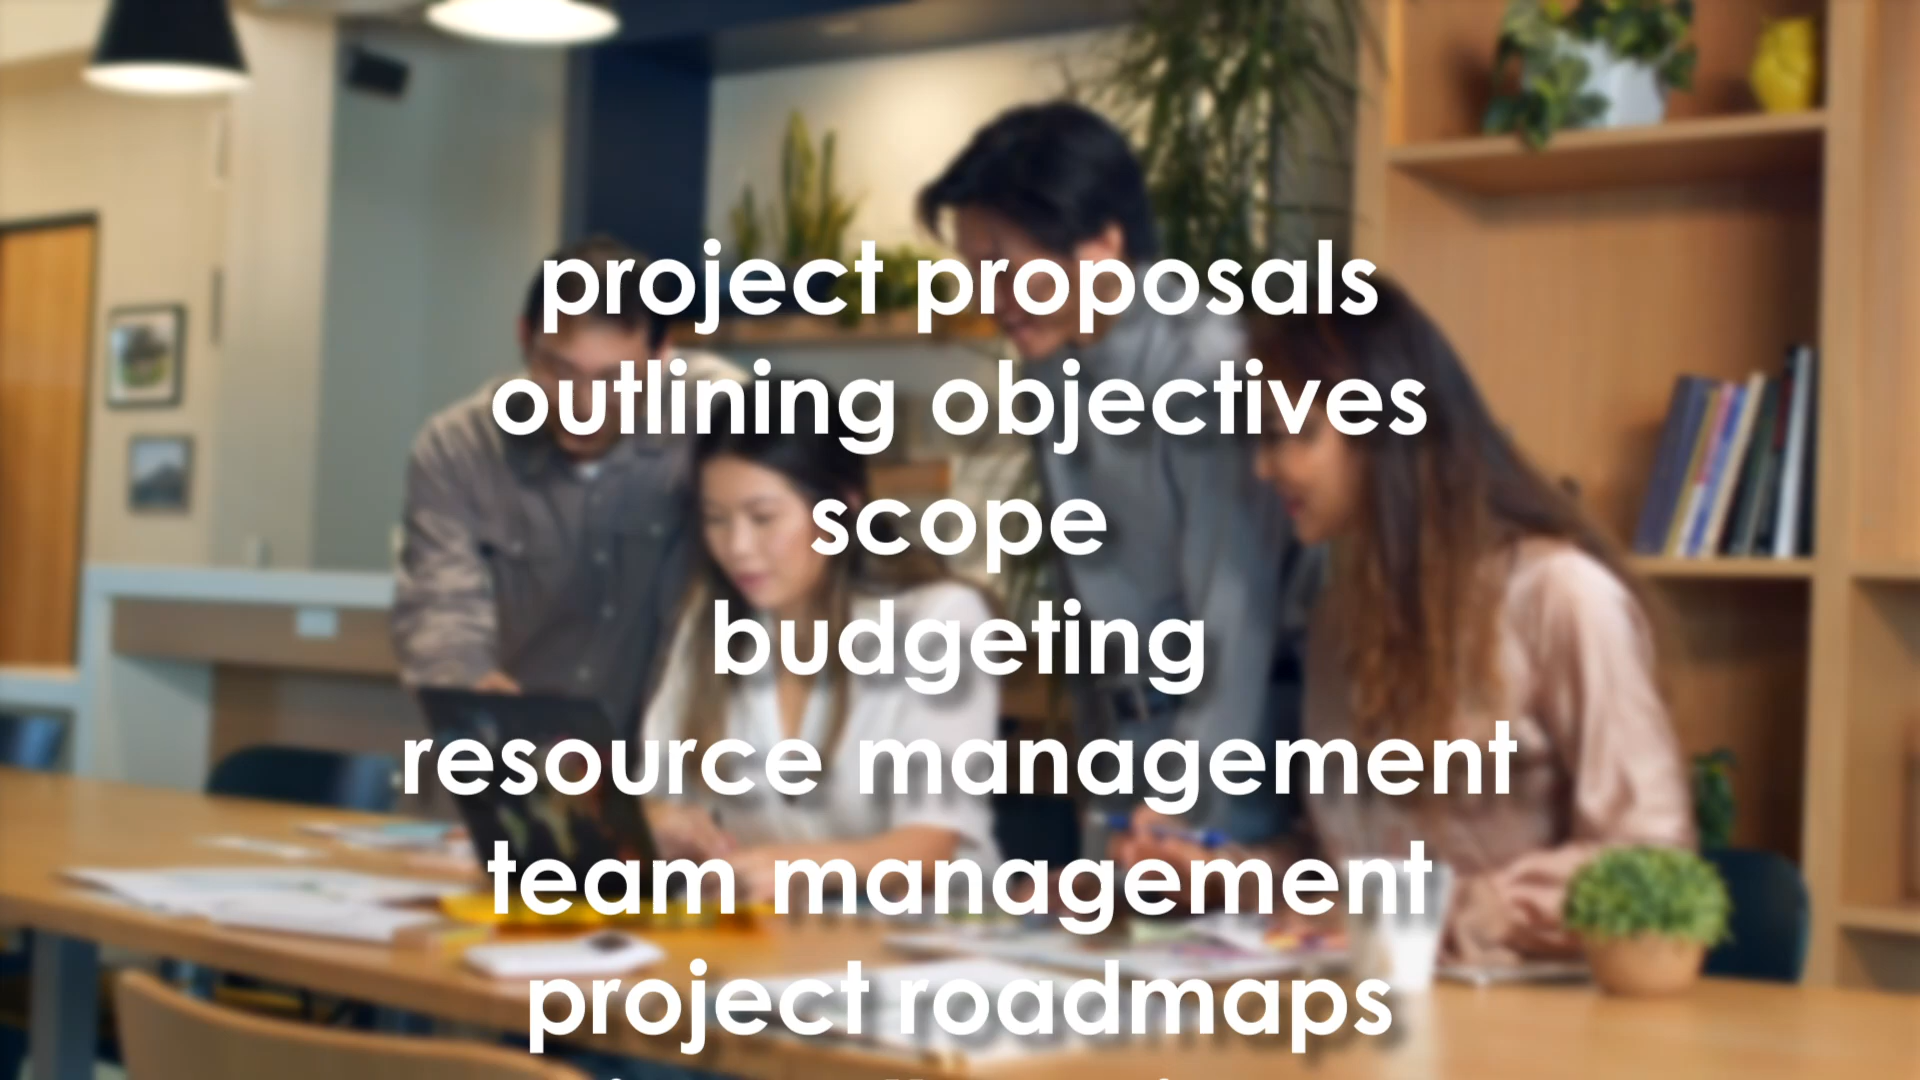 project proposals
outlining objectives
scope
budgeting
resource management
team management
project roadmaps